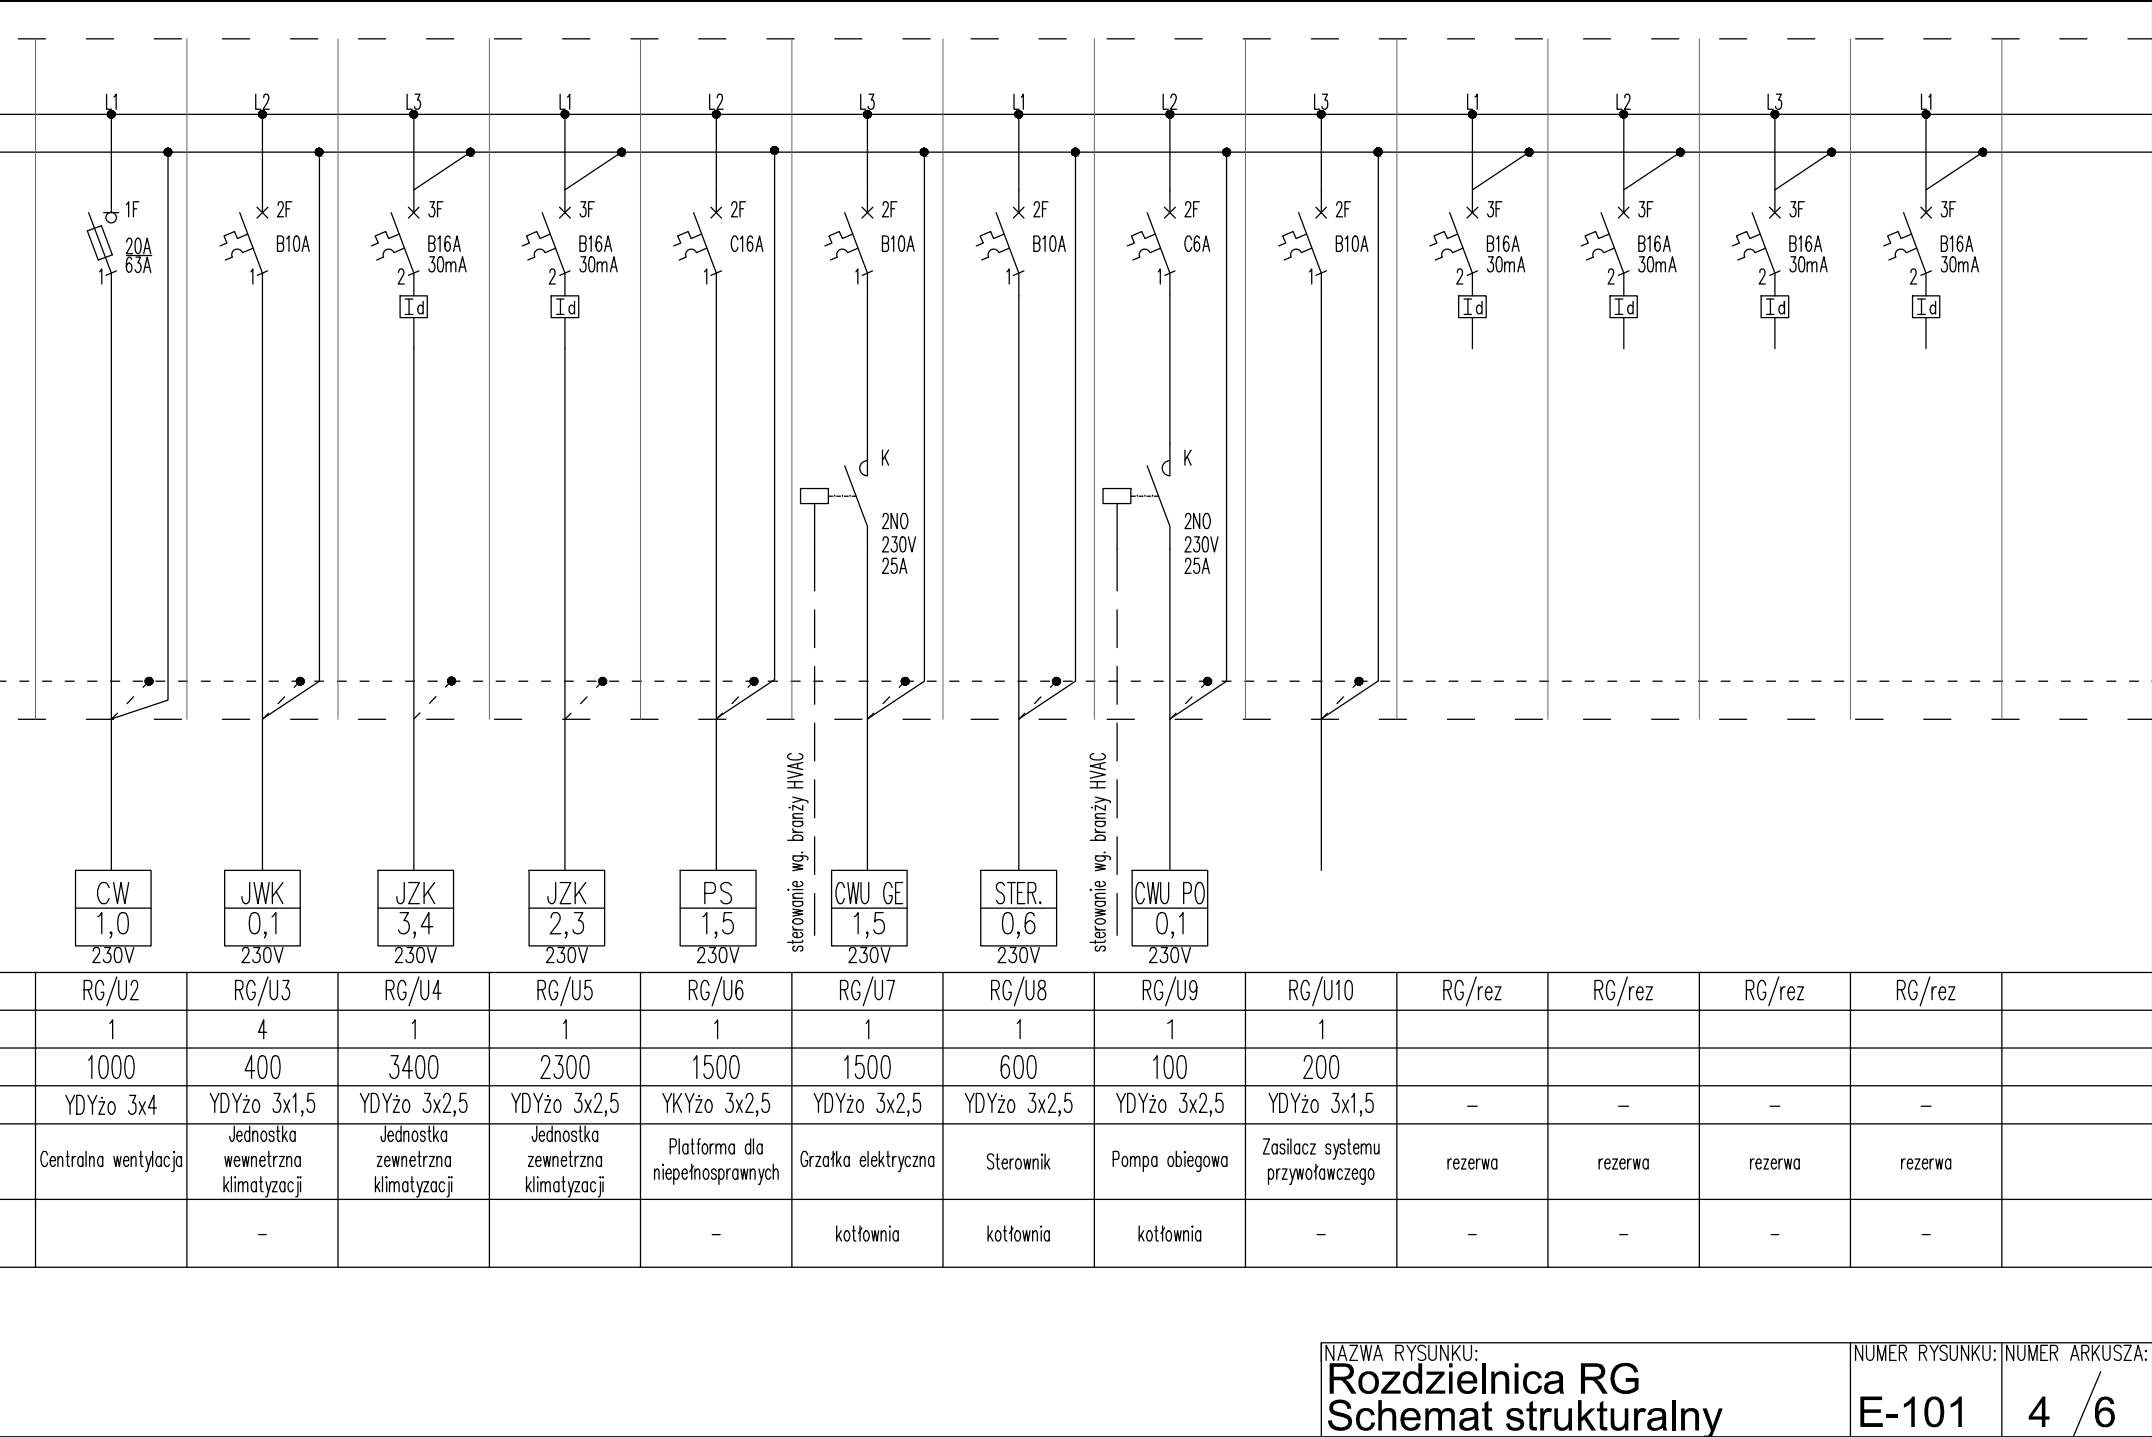 L1 L2 L3 L1 L2 L3 L1 L2 L3 L1 L2 L3 L1
1F 2F 3F 3F 2F 2F 2F 2F 2F 3F 3F 3F 3F
20A B10A B16A B16A C16A B10A B10A C6A B10A B16A B16A B16A B16A
63A 30mA 30mA 30mA 30mA 30mA 30mA
1 1 2 2 1 1 1 1 1 2 2 2 2
Id Id Id Id Id Id
K K
2NO 2NO
230V 230V
25A 25A
sterowanie wg. branży HVAC
sterowanie wg. branży HVAC
CW JWK JZK JZK PS CWU GE STER. CWU PO
1,0 0,1 3,4 2,3 1,5 1,5 0,6 0,1
230V 230V 230V 230V 230V 230V 230V 230V
RG/U2 RG/U3 RG/U4 RG/U5 RG/U6 RG/U7 RG/U8 RG/U9 RG/U10 RG/rez RG/rez RG/rez RG/rez
1 4 1 1 1 1 1 1 1
1000 400 3400 2300 1500 1500 600 100 200
YDYżo 3x4 YDYżo 3x1,5 YDYżo 3x2,5 YDYżo 3x2,5 YKYżo 3x2,5 YDYżo 3x2,5 YDYżo 3x2,5 YDYżo 3x2,5 YDYżo 3x1,5 - - - -
Centralna wentylacja
Jednostka
wewnetrzna
klimatyzacji
Jednostka
zewnetrzna
klimatyzacji
Jednostka
zewnetrzna
klimatyzacji
Platforma dla
niepełnosprawnych
Grzałka elektryczna
Sterownik
Pompa obiegowa
Zasilacz systemu
przywoławczego
rezerwa rezerwa rezerwa rezerwa
- - kotłownia kotłownia kotłownia - - - - -
NAZWA RYSUNKU:
Rozdzielnica RG
Schemat strukturalny
NUMER RYSUNKU:
E-101
NUMER ARKUSZA:
4/6